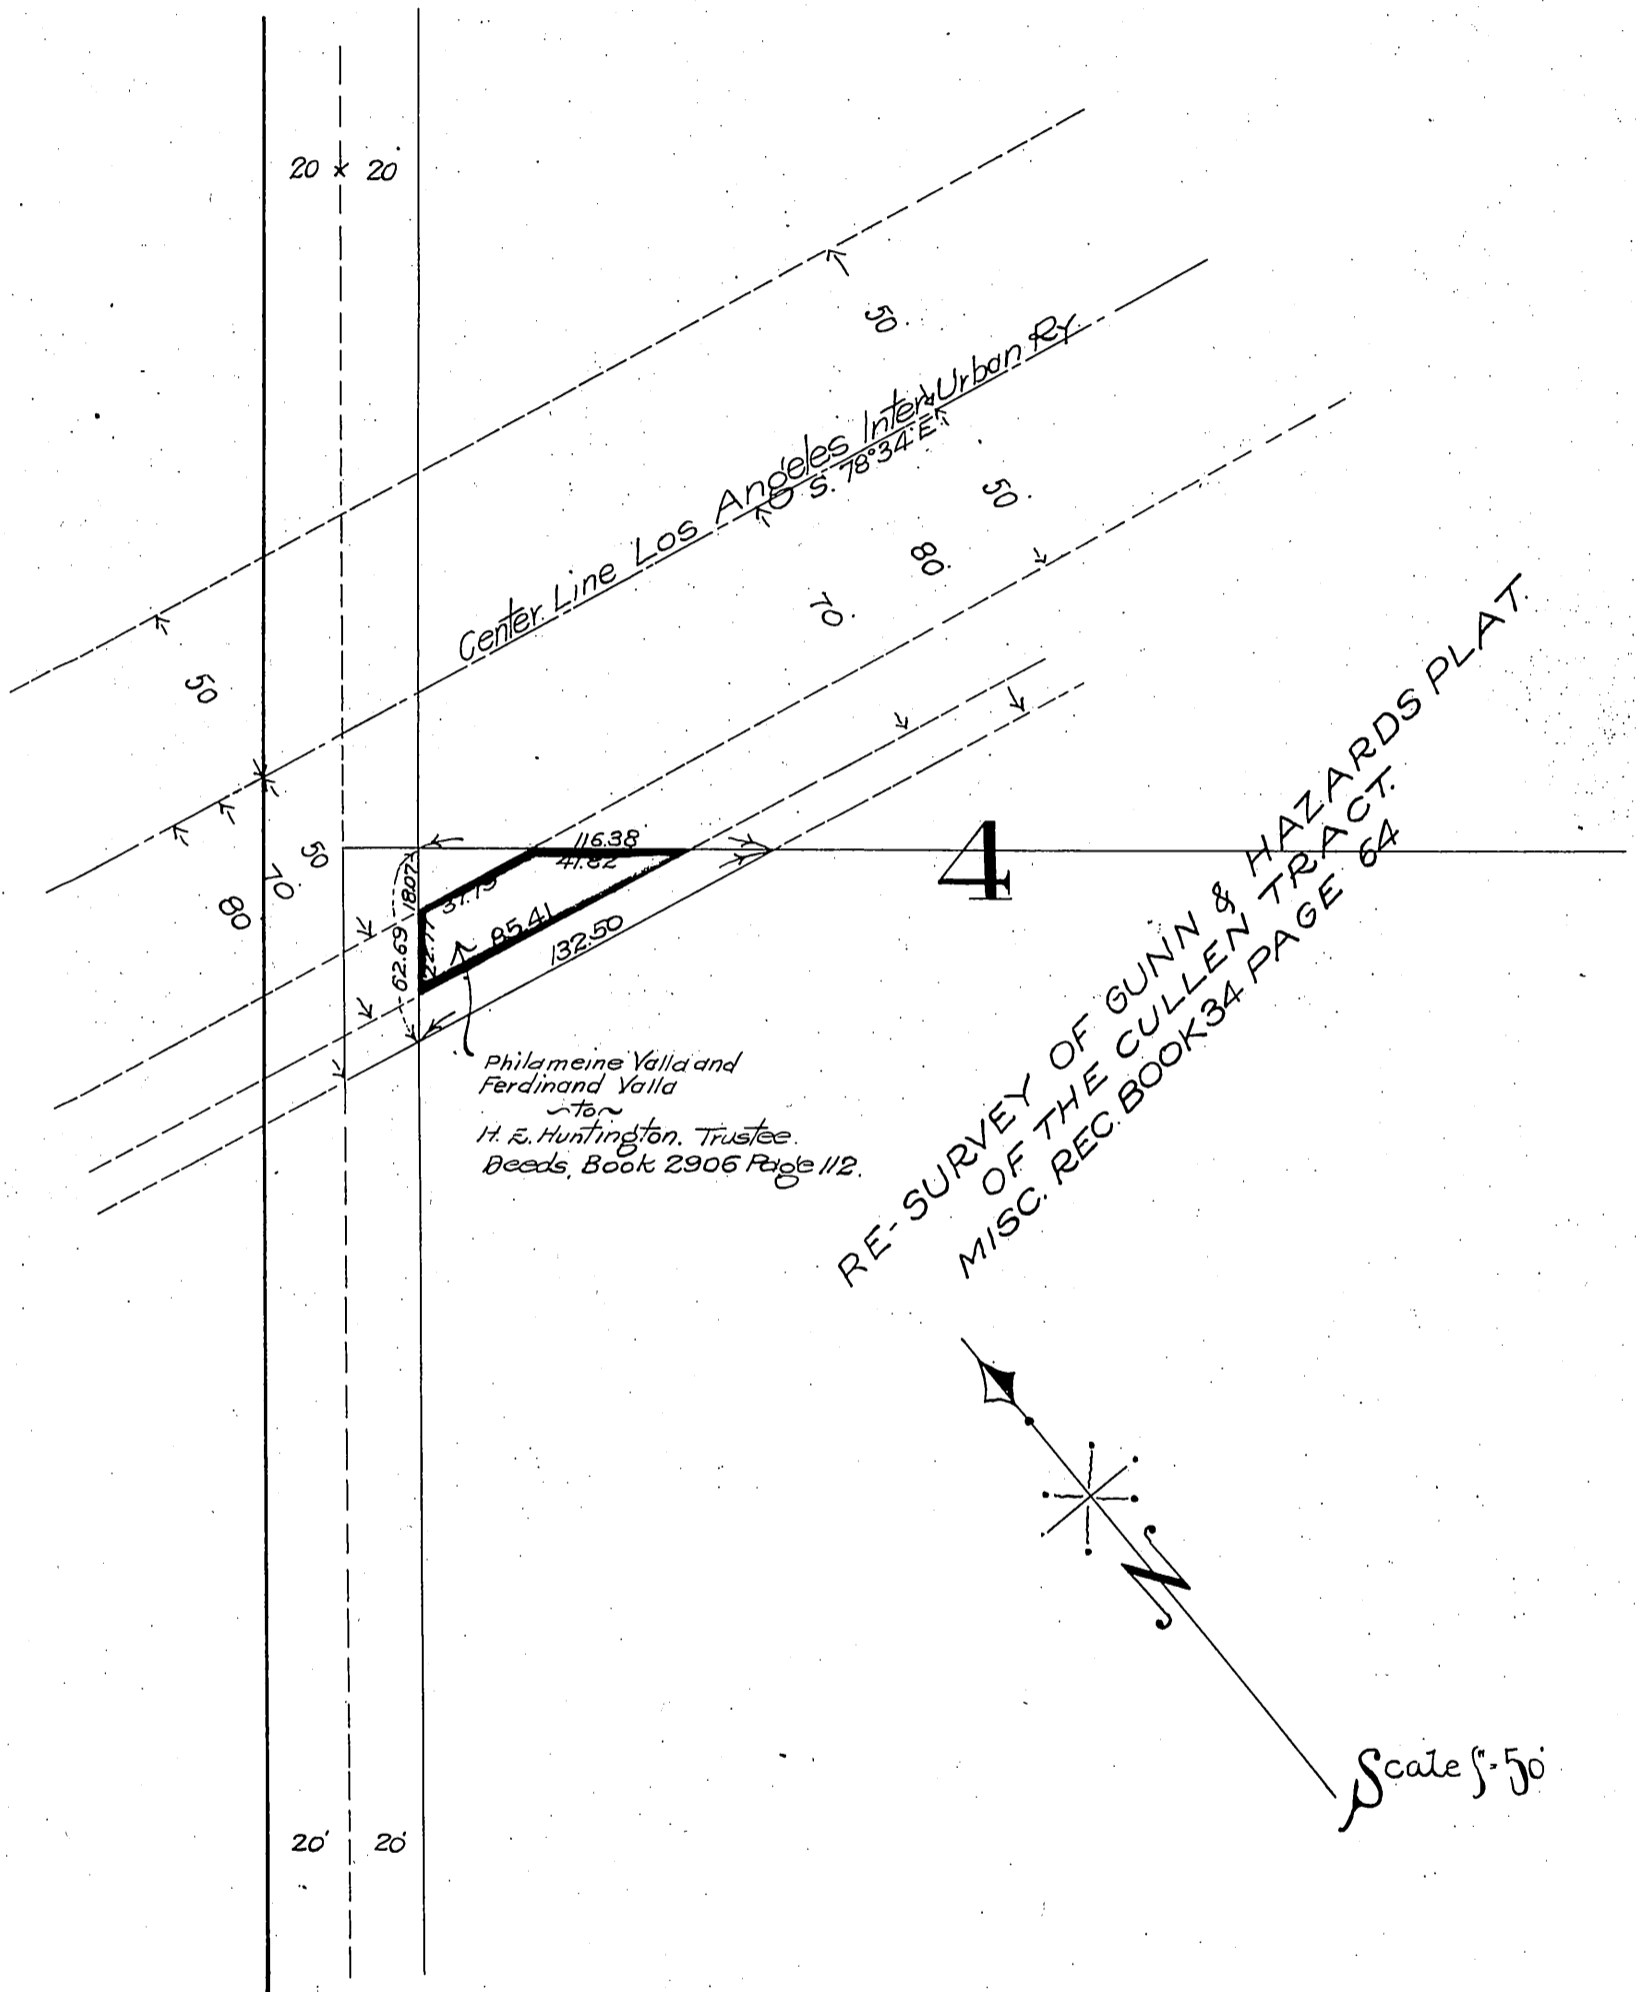 20 x 20'
50.
Center Line Los Angeles Inter Urban Ry.
S. 78°34' E.
50.
80.
70.
50
50
70.
80
116.38
41.82
18.07
62.69
22.77
85.41
132.50
4
Philameine Valla and
Ferdinand Valla
~To~
H. E. Huntington, Trustee.
Deeds, Book 2906 Page 112.
RE-SURVEY OF GUNN & HAZARDS PLAT.
OF THE CULLEN TRACT.
MISC. REC. BOOK 34 PAGE 64
N
Scale 1"=50'
20' 20'